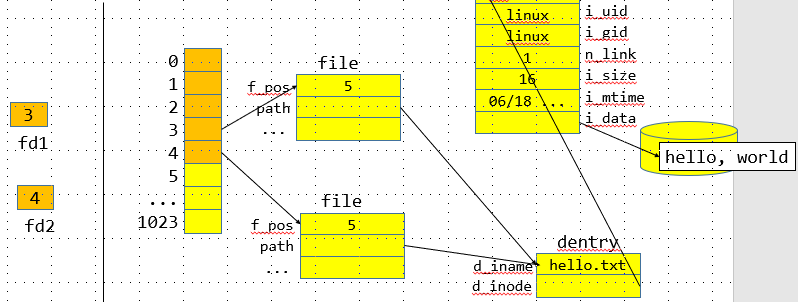 3
fd1
4
fd2
0
1
2
3
4
5
...
1023
file
f_pos 5
path
...
file
f_pos 5
path
...
linux i_uid
linux i_gid
1 n_link
16 i_size
06/18 ... i_mtime
i_data
hello, world
dentry
d_iname hello.txt
d_inode